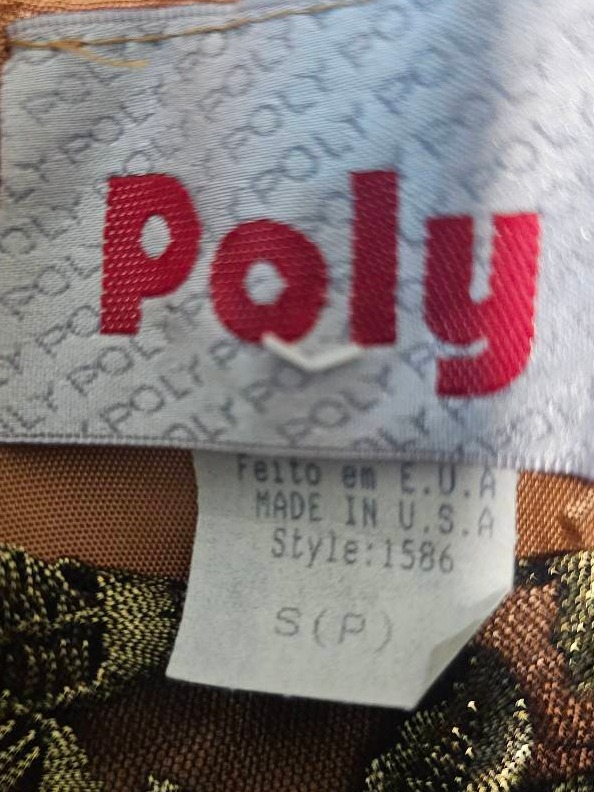 Poly
Feito em E.U.A
MADE IN U.S.A
Style:1586
S(P)